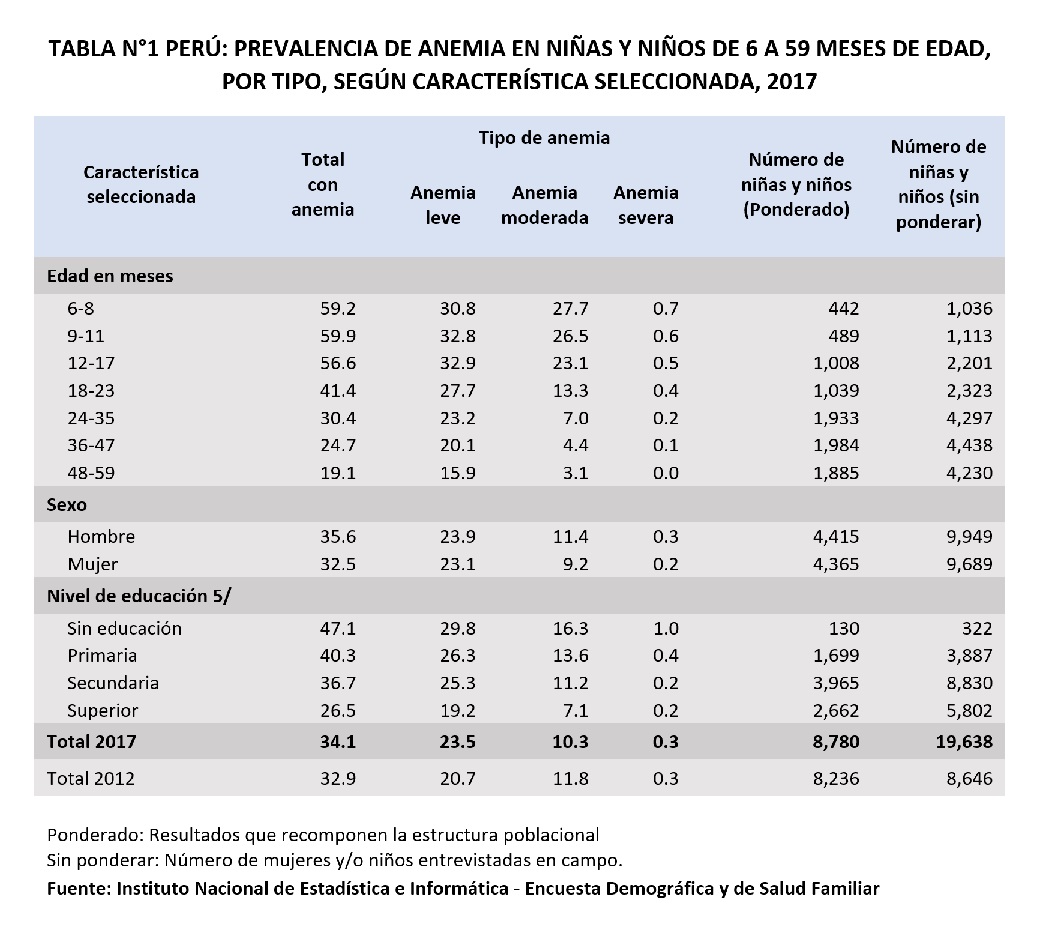 TABLA N°1 PERÚ: PREVALENCIA DE ANEMIA EN NIÑAS Y NIÑOS DE 6 A 59 MESES DE EDAD,
POR TIPO, SEGÚN CARACTERÍSTICA SELECCIONADA, 2017
Característica
seleccionada
Total
con
anemia
Tipo de anemia
Anemia
leve
Anemia
moderada
Anemia
severa
Número de
niñas y niños
(Ponderado)
Número de
niñas y
niños (sin
ponderar)
Edad en meses
6-8 59.2 30.8 27.7 0.7 442 1,036
9-11 59.9 32.8 26.5 0.6 489 1,113
12-17 56.6 32.9 23.1 0.5 1,008 2,201
18-23 41.4 27.7 13.3 0.4 1,039 2,323
24-35 30.4 23.2 7.0 0.2 1,933 4,297
36-47 24.7 20.1 4.4 0.1 1,984 4,438
48-59 19.1 15.9 3.1 0.0 1,885 4,230
Sexo
Hombre 35.6 23.9 11.4 0.3 4,415 9,949
Mujer 32.5 23.1 9.2 0.2 4,365 9,689
Nivel de educación 5/
Sin educación 47.1 29.8 16.3 1.0 130 322
Primaria 40.3 26.3 13.6 0.4 1,699 3,887
Secundaria 36.7 25.3 11.2 0.2 3,965 8,830
Superior 26.5 19.2 7.1 0.2 2,662 5,802
Total 2017 34.1 23.5 10.3 0.3 8,780 19,638
Total 2012 32.9 20.7 11.8 0.3 8,236 8,646
Ponderado: Resultados que recomponen la estructura poblacional
Sin ponderar: Número de mujeres y/o niños entrevistadas en campo.
Fuente: Instituto Nacional de Estadística e Informática - Encuesta Demográfica y de Salud Familiar